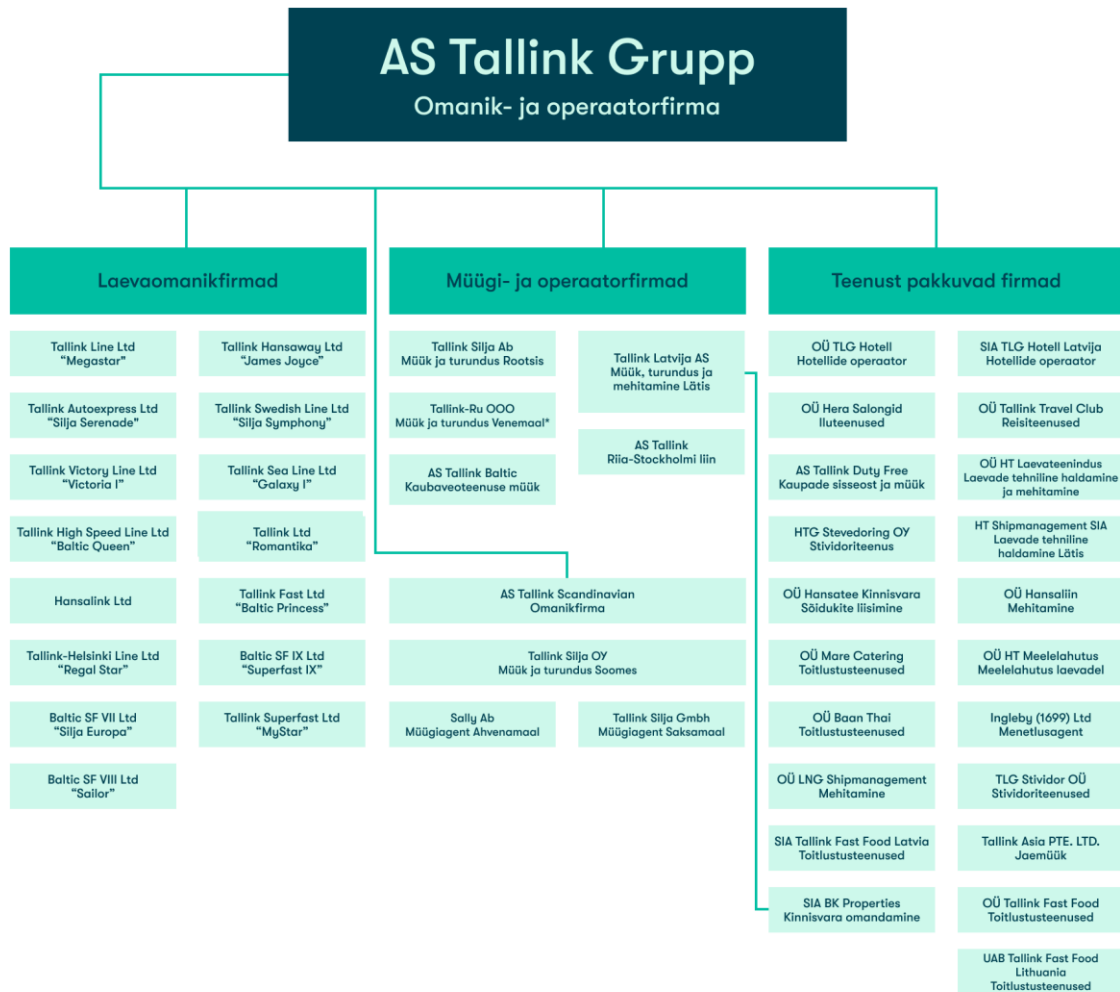 AS Tallink Grupp
Omanik- ja operaatorfirma
Laevaomanikfirmad
Tallink Line Ltd
“Megastar”
Tallink Hansaway Ltd
“James Joyce”
Tallink Autoexpress Ltd
“Silja Serenade”
Tallink Swedish Line Ltd
“Silja Symphony”
Tallink Victory Line Ltd
“Victoria I”
Tallink Sea Line Ltd
“Galaxy I”
Tallink High Speed Line Ltd
“Baltic Queen”
Tallink Ltd
“Romantika”
Hansalink Ltd
Tallink Fast Ltd
“Baltic Princess”
Tallink-Helsinki Line Ltd
“Regal Star”
Baltic SF IX Ltd
“Superfast IX”
Baltic SF VII Ltd
“Silja Europa”
Tallink Superfast Ltd
“MyStar”
Baltic SF VIII Ltd
“Sailor”
Müügi- ja operaatorfirmad
Tallink Silja Ab
Müük ja turundus Rootsis
Tallink Latvija AS
Müük, turundus ja
mehitamine Lätis
Tallink-Ru OOO
Müük ja turundus Venemaal*
AS Tallink
Riia-Stockholmi liin
AS Tallink Baltic
Kaubaveoteenuse müük
AS Tallink Scandinavian
Omanikfirma
Tallink Silja OY
Müük ja turundus Soomes
Sally Ab
Müügiagent Ahvenamaal
Tallink Silja Gmbh
Müügiagent Saksamaal
Teenust pakkuvad firmad
OÜ TLG Hotell
Hotellide operaator
SIA TLG Hotell Latvija
Hotellide operaator
OÜ Hera Salongid
Iluteenused
OÜ Tallink Travel Club
Reisiteenused
AS Tallink Duty Free
Kaupade sisseost ja müük
OÜ HT Laevateenindus
Laevade tehniline haldamine
ja mehitamine
HTG Stevedoring OY
Stividoriteenus
HT Shipmanagement SIA
Laevade tehniline
haldamine Lätis
OÜ Hansatee Kinnisvara
Sõidukite liisimine
OÜ Hansaliin
Mehitamine
OÜ Mare Catering
Toitlustusteenused
OÜ HT Meelelahutus
Meelelahutus laevadel
OÜ Baan Thai
Toitlustusteenused
Ingleby (1699) Ltd
Menetlusagent
OÜ LNG Shipmanagement
Mehitamine
TLG Stividor OÜ
Stividoriteenused
SIA Tallink Fast Food Latvia
Toitlustusteenused
Tallink Asia PTE. LTD.
Jaemüük
SIA BK Properties
Kinnisvara omandamine
OÜ Tallink Fast Food
Toitlustusteenused
UAB Tallink Fast Food
Lithuania
Toitlustusteenused